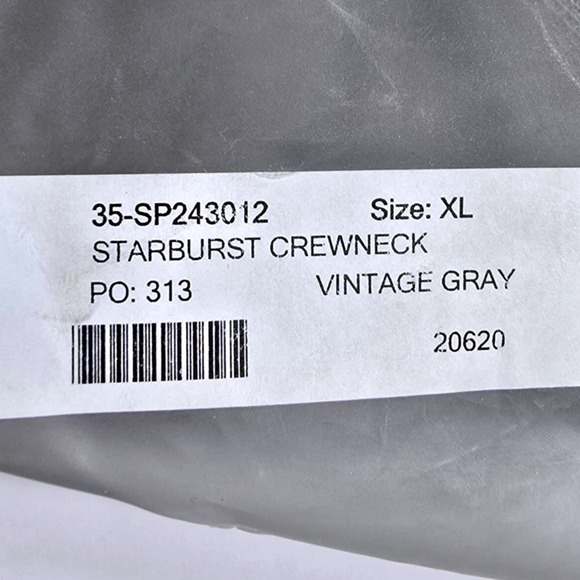 35-SP243012 Size: XL
STARBURST CREWNECK
PO: 313 VINTAGE GRAY
20620